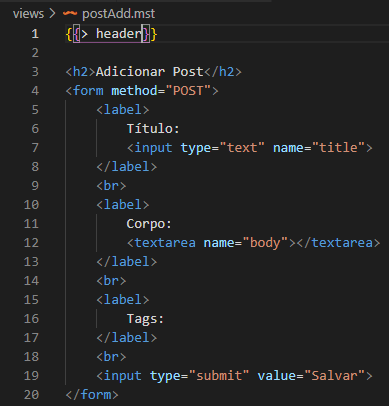 views > postAdd.mst
1 {{> header}}
2
3 <h2>Adicionar Post</h2>
4 <form method="POST">
5 <label>
6 Título:
7 <input type="text" name="title">
8 </label>
9 <br>
10 <label>
11 Corpo:
12 <textarea name="body"></textarea>
13 </label>
14 <br>
15 <label>
16 Tags:
17 </label>
18 <br>
19 <input type="submit" value="Salvar">
20 </form>